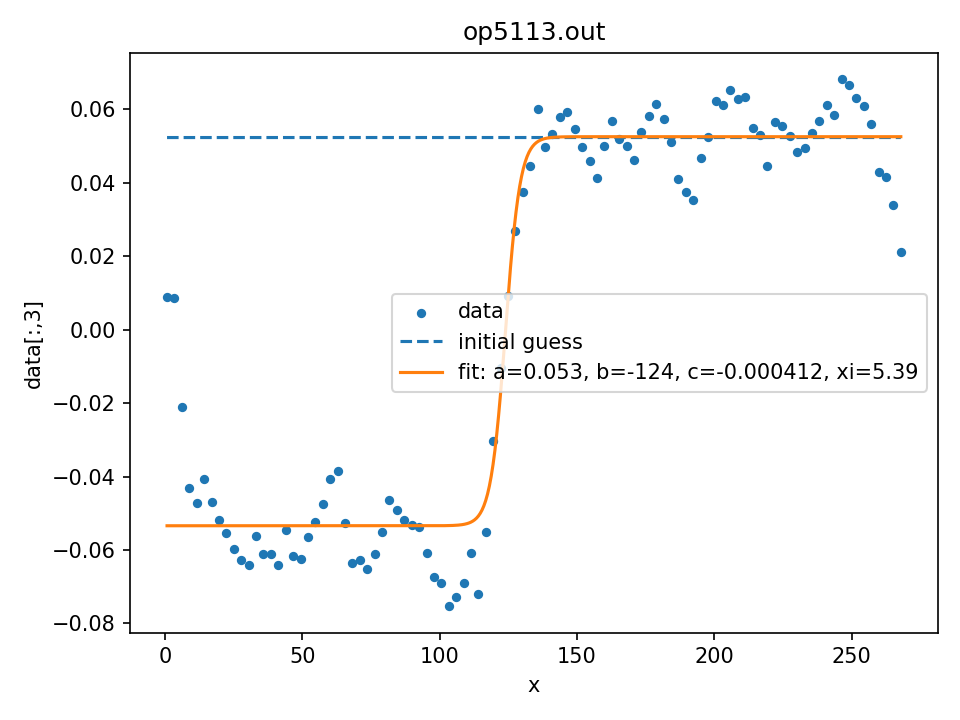 op5113.out
0.06
0.04
0.02
0.00
−0.02
−0.04
−0.06
−0.08
data[:,3]
data
initial guess
fit: a=0.053, b=-124, c=-0.000412, xi=5.39
0 50 100 150 200 250
x